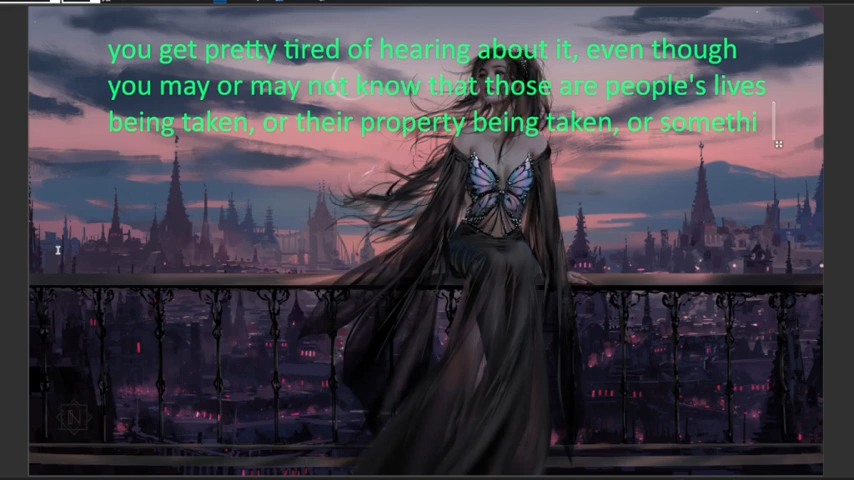 you get pretty tired of hearing about it, even though
you may or may not know that those are people's lives
being taken, or their property being taken, or somethi